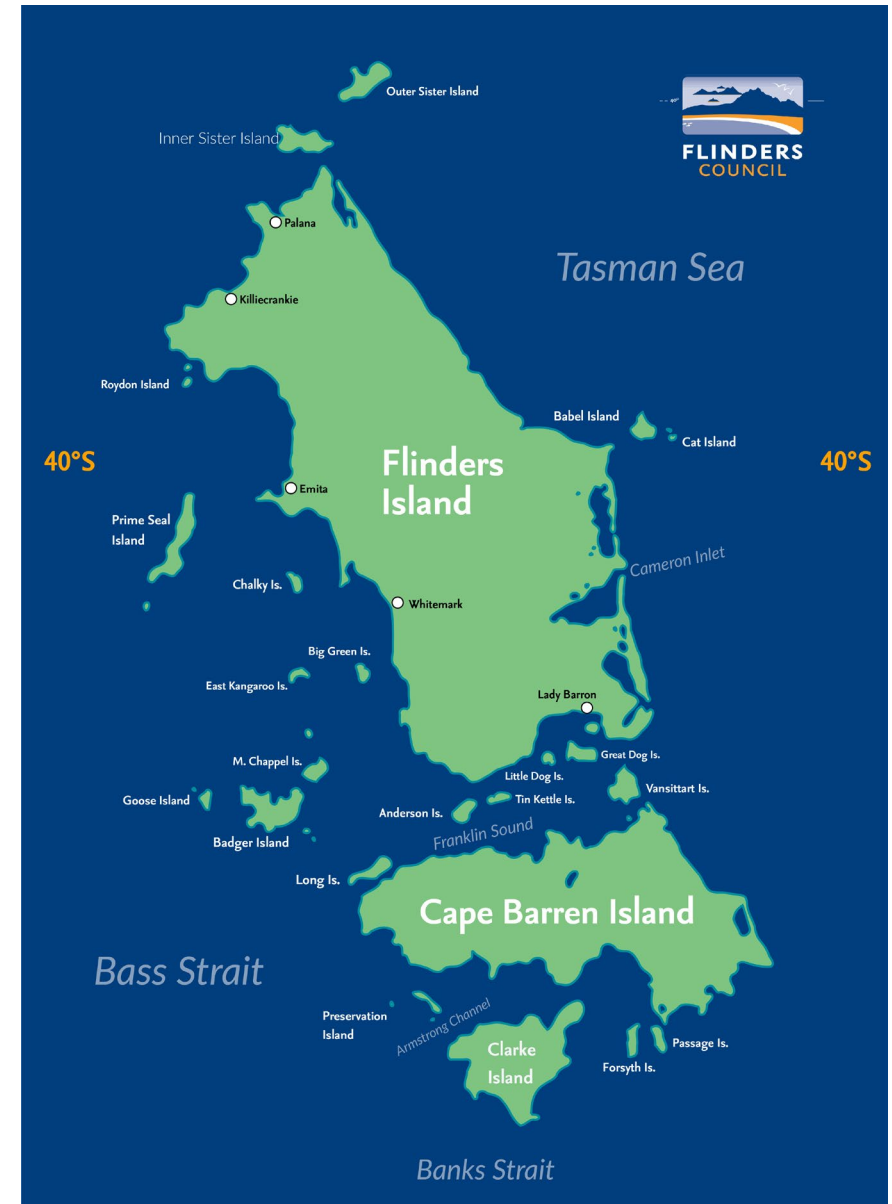 Outer Sister Island
Inner Sister Island
FLINDERS
COUNCIL
Palana
Tasman Sea
Killiecrankie
Roydon Island
Babel Island
Cat Island
40°S
Flinders
Island
40°S
Emita
Prime Seal
Island
Cameron Inlet
Chalky Is.
Whitemark
Big Green Is.
East Kangaroo Is.
Lady Barron
Great Dog Is.
M. Chappel Is.
Little Dog Is.
Vansittart Is.
Goose Island
Tin Kettle Is.
Anderson Is.
Badger Island
Franklin Sound
Long Is.
Cape Barren Island
Bass Strait
Preservation
Island
Armstrong Channel
Clarke
Island
Passage Is.
Forsyth Is.
Banks Strait